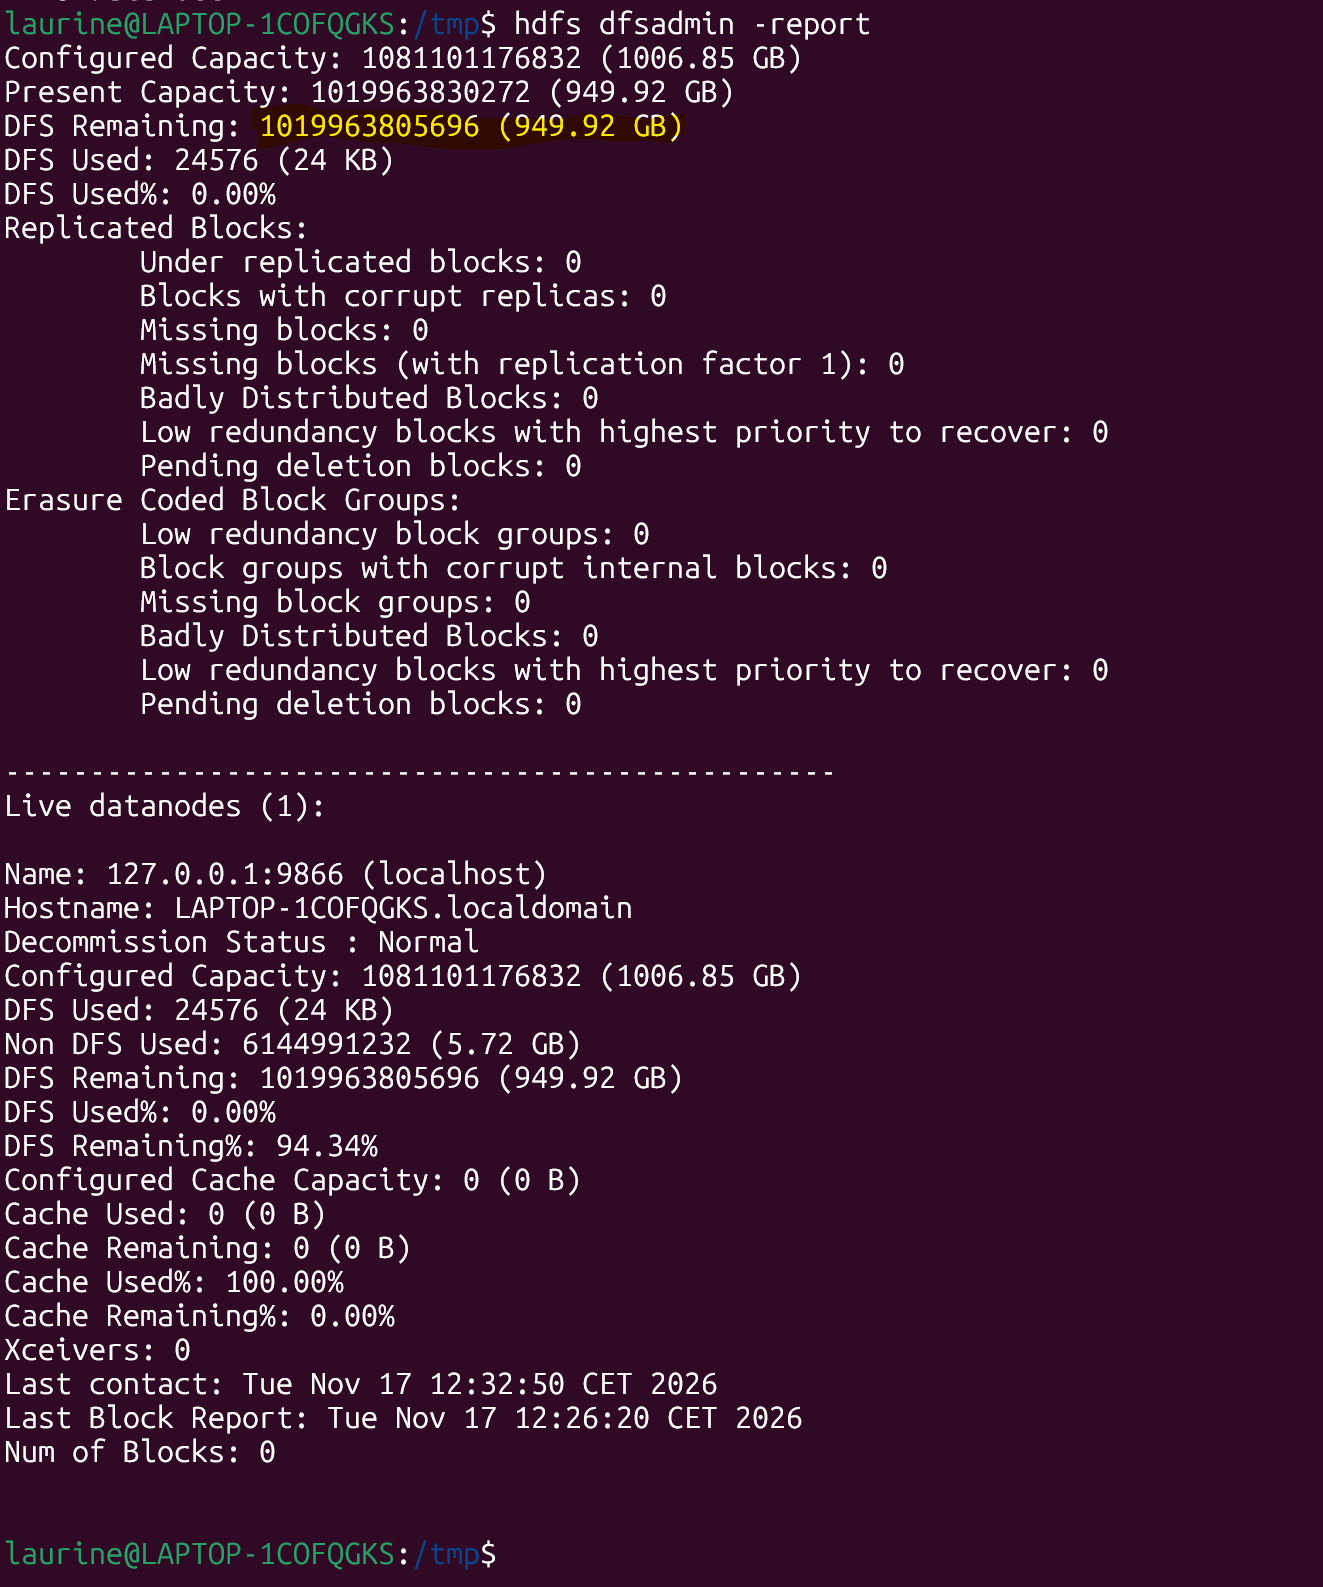 laurine@LAPTOP-1COFQGKS:/tmp$ hdfs dfsadmin -report
Configured Capacity: 1081101176832 (1006.85 GB)
Present Capacity: 1019963830272 (949.92 GB)
DFS Remaining: 1019963805696 (949.92 GB)
DFS Used: 24576 (24 KB)
DFS Used%: 0.00%
Replicated Blocks:
	Under replicated blocks: 0
	Blocks with corrupt replicas: 0
	Missing blocks: 0
	Missing blocks (with replication factor 1): 0
	Badly Distributed Blocks: 0
	Low redundancy blocks with highest priority to recover: 0
	Pending deletion blocks: 0
Erasure Coded Block Groups:
	Low redundancy block groups: 0
	Block groups with corrupt internal blocks: 0
	Missing block groups: 0
	Badly Distributed Blocks: 0
	Low redundancy blocks with highest priority to recover: 0
	Pending deletion blocks: 0
-------------------------------------------------
Live datanodes (1):
Name: 127.0.0.1:9866 (localhost)
Hostname: LAPTOP-1COFQGKS.localdomain
Decommission Status : Normal
Configured Capacity: 1081101176832 (1006.85 GB)
DFS Used: 24576 (24 KB)
Non DFS Used: 6144991232 (5.72 GB)
DFS Remaining: 1019963805696 (949.92 GB)
DFS Used%: 0.00%
DFS Remaining%: 94.34%
Configured Cache Capacity: 0 (0 B)
Cache Used: 0 (0 B)
Cache Remaining: 0 (0 B)
Cache Used%: 100.00%
Cache Remaining%: 0.00%
Xceivers: 0
Last contact: Tue Nov 17 12:32:50 CET 2026
Last Block Report: Tue Nov 17 12:26:20 CET 2026
Num of Blocks: 0
laurine@LAPTOP-1COFQGKS:/tmp$